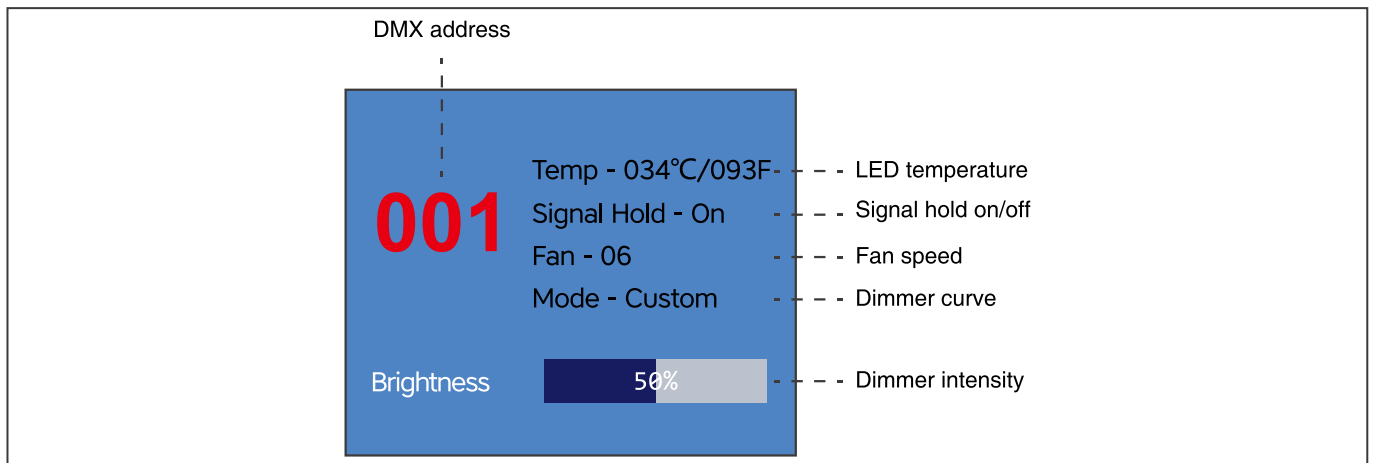 DMX address
Temp - 034℃/093F
LED temperature
001
Signal Hold - On
Signal hold on/off
Fan - 06
Fan speed
Mode - Custom
Dimmer curve
Brightness
50%
Dimmer intensity